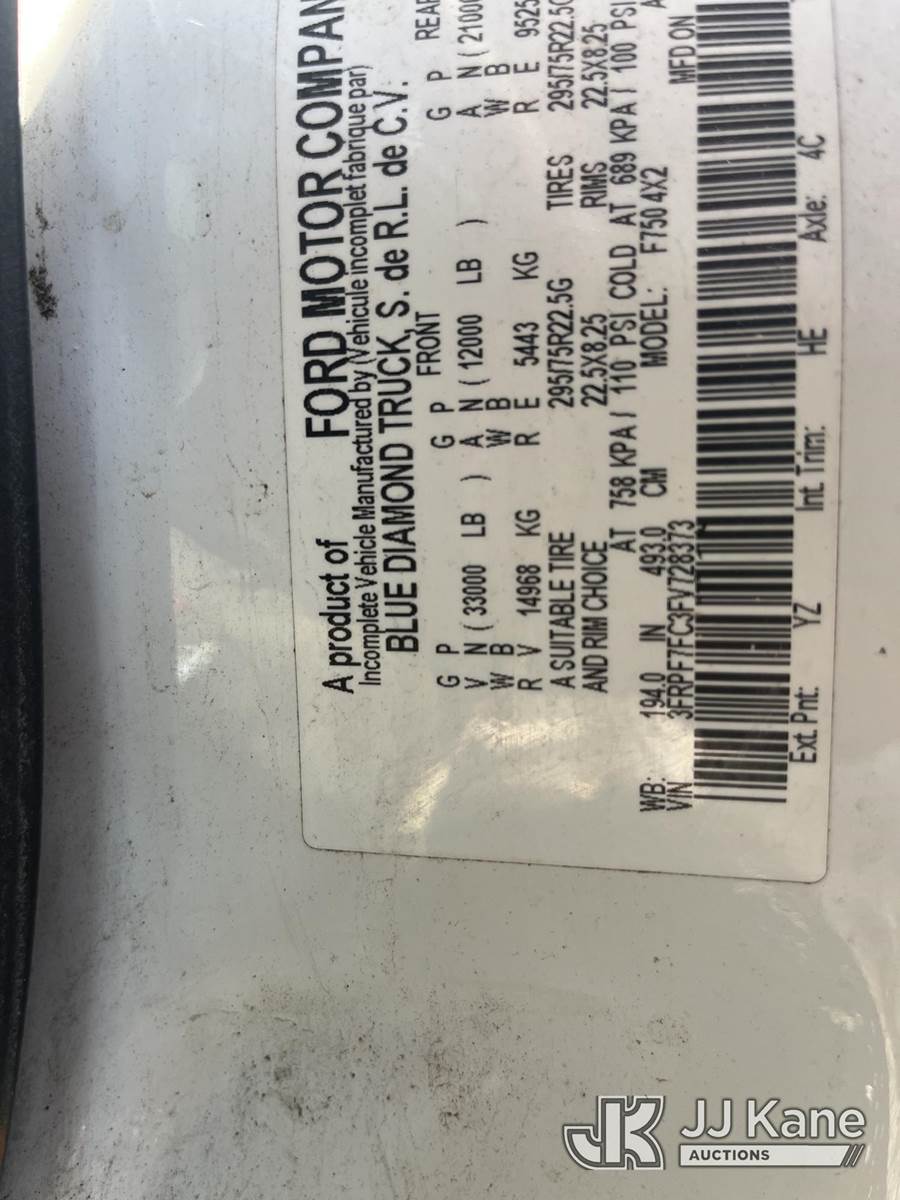 A product of FORD MOTOR COMPAN
Incomplete Vehicle Manufactured by (Vehicule incomplet fabrique par)
BLUE DIAMOND TRUCK, S. de R.L. de C.V.
FRONT REAR
G P G P G P
V N ( 33000 LB ) A N ( 12000 LB ) A N ( 2100
W B W B W B
R V 14968 KG R E 5443 KG R E 9525
A SUITABLE TIRE 295/75R22.5G TIRES 295/75R22.5G
AND RIM CHOICE 22.5X8.25 RIMS 22.5X8.25
AT 758 KPA / 110 PSI COLD AT 689 KPA / 100 PSI
WB: 194.0 IN 493.0 CM MODEL: F750 4X2 A
VIN 3FRPF7FC3FV728373 MFD ON
Ext. Pnt: YZ Int. Trim: HE Axle: 4C
JK JJ Kane
AUCTIONS